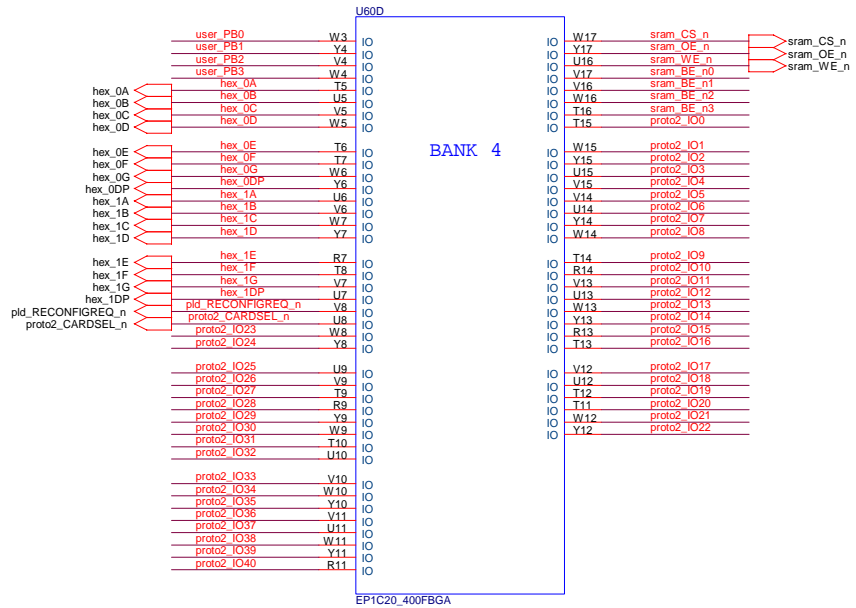 U60D
BANK 4
user_PB0 W3 IO
user_PB1 Y4 IO
user_PB2 V4 IO
user_PB3 W4 IO
hex_0A hex_0A T5 IO
hex_0B hex_0B U5 IO
hex_0C hex_0C V5 IO
hex_0D hex_0D W5 IO
hex_0E hex_0E T6 IO
hex_0F hex_0F T7 IO
hex_0G hex_0G W6 IO
hex_0DP hex_0DP Y6 IO
hex_1A hex_1A U6 IO
hex_1B hex_1B V6 IO
hex_1C hex_1C W7 IO
hex_1D hex_1D Y7 IO
hex_1E hex_1E R7 IO
hex_1F hex_1F T8 IO
hex_1G hex_1G V7 IO
hex_1DP hex_1DP U7 IO
pld_RECONFIGREQ_n pld_RECONFIGREQ_n V8 IO
proto2_CARDSEL_n proto2_CARDSEL_n U8 IO
proto2_IO23 W8 IO
proto2_IO24 Y8 IO
proto2_IO25 U9 IO
proto2_IO26 V9 IO
proto2_IO27 T9 IO
proto2_IO28 R9 IO
proto2_IO29 Y9 IO
proto2_IO30 W9 IO
proto2_IO31 T10 IO
proto2_IO32 U10 IO
proto2_IO33 V10 IO
proto2_IO34 W10 IO
proto2_IO35 Y10 IO
proto2_IO36 V11 IO
proto2_IO37 U11 IO
proto2_IO38 W11 IO
proto2_IO39 Y11 IO
proto2_IO40 R11 IO
IO W17 sram_CS_n sram_CS_n
IO Y17 sram_OE_n sram_OE_n
IO U16 sram_WE_n sram_WE_n
IO V17 sram_BE_n0
IO V16 sram_BE_n1
IO W16 sram_BE_n2
IO T16 sram_BE_n3
IO T15 proto2_IO0
IO W15 proto2_IO1
IO Y15 proto2_IO2
IO U15 proto2_IO3
IO V15 proto2_IO4
IO V14 proto2_IO5
IO U14 proto2_IO6
IO Y14 proto2_IO7
IO W14 proto2_IO8
IO T14 proto2_IO9
IO R14 proto2_IO10
IO V13 proto2_IO11
IO U13 proto2_IO12
IO W13 proto2_IO13
IO Y13 proto2_IO14
IO R13 proto2_IO15
IO T13 proto2_IO16
IO V12 proto2_IO17
IO U12 proto2_IO18
IO T12 proto2_IO19
IO T11 proto2_IO20
IO W12 proto2_IO21
IO Y12 proto2_IO22
EP1C20_400FBGA